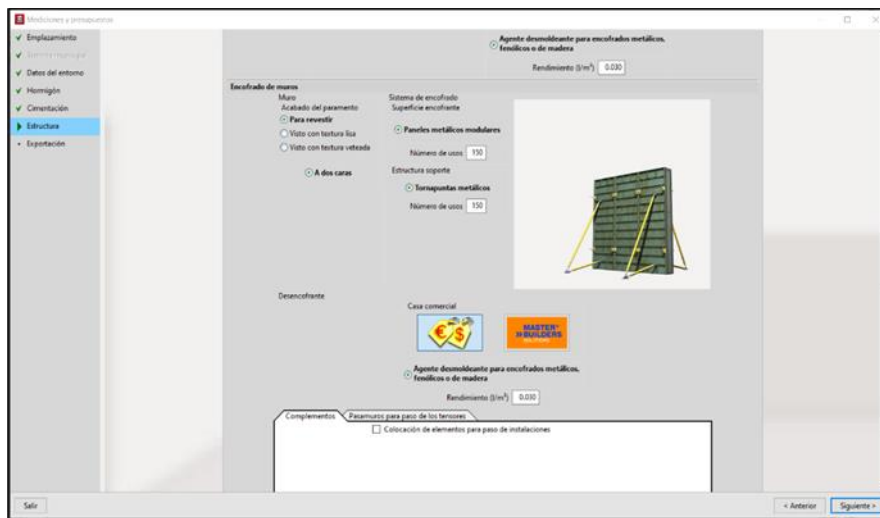 Mediciones y presupuestos
Emplazamiento
Datos del entorno
Hormigón
Cimentación
Estructura
Exportación
Agente desmoldeante para encofrados metálicos,
fenólicos o de madera
Rendimiento (l/m²) 0.030
Encofrado de muros
Muro
Sistema de encofrado
Acabado del paramento
Superficie encofrante
Para revestir
Visto con textura lisa
Visto con textura veteada
Paneles metálicos modulares
Número de usos 150
A dos caras
Estructura soporte
Tornapuntas metálicos
Número de usos 150
Desencofrante
Casa comercial
€ $
MASTER
BUILDERS
Agente desmoldeante para encofrados metálicos,
fenólicos o de madera
Rendimiento (l/m²) 0.030
Complementos
Pasamuros para paso de los tensores
Colocación de elementos para paso de instalaciones
Salir
< Anterior
Siguiente >